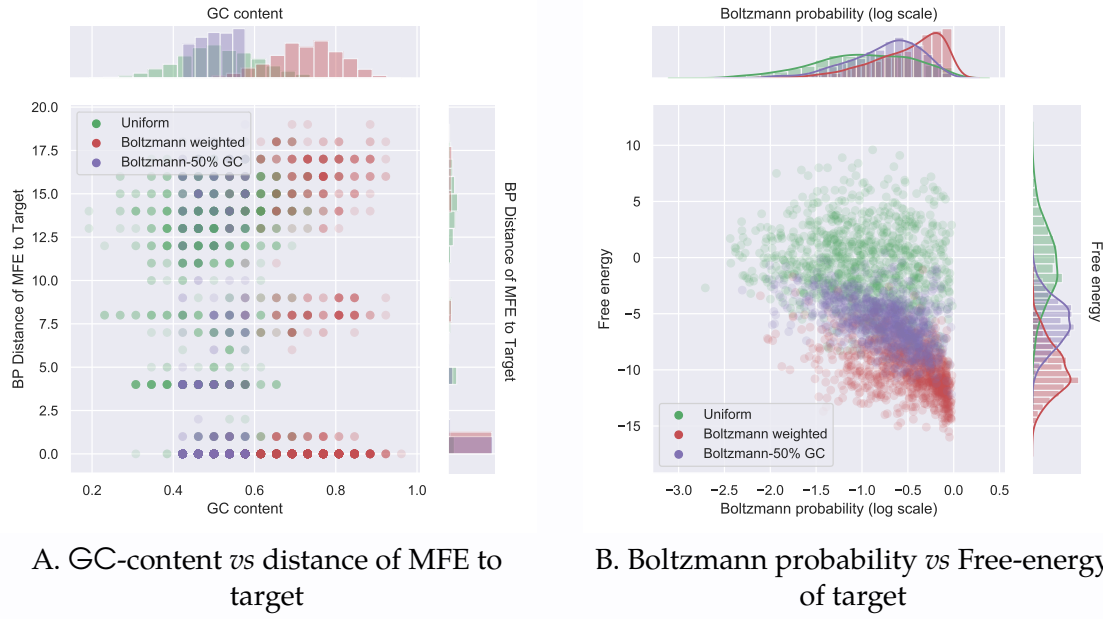 GC content
Boltzmann probability (log scale)
20.0
17.5
15.0
12.5
10.0
7.5
5.0
2.5
0.0
BP Distance of MFE to Target
Uniform
Boltzmann weighted
Boltzmann-50% GC
0.2
0.4
0.6
0.8
1.0
GC content
BP Distance of MFE to Target
10
5
0
−5
−10
−15
Free energy
Uniform
Boltzmann weighted
Boltzmann-50% GC
−3.0
−2.5
−2.0
−1.5
−1.0
−0.5
0.0
0.5
Boltzmann probability (log scale)
Free energy
A. GC-content vs distance of MFE to
target
B. Boltzmann probability vs Free-energy
of target